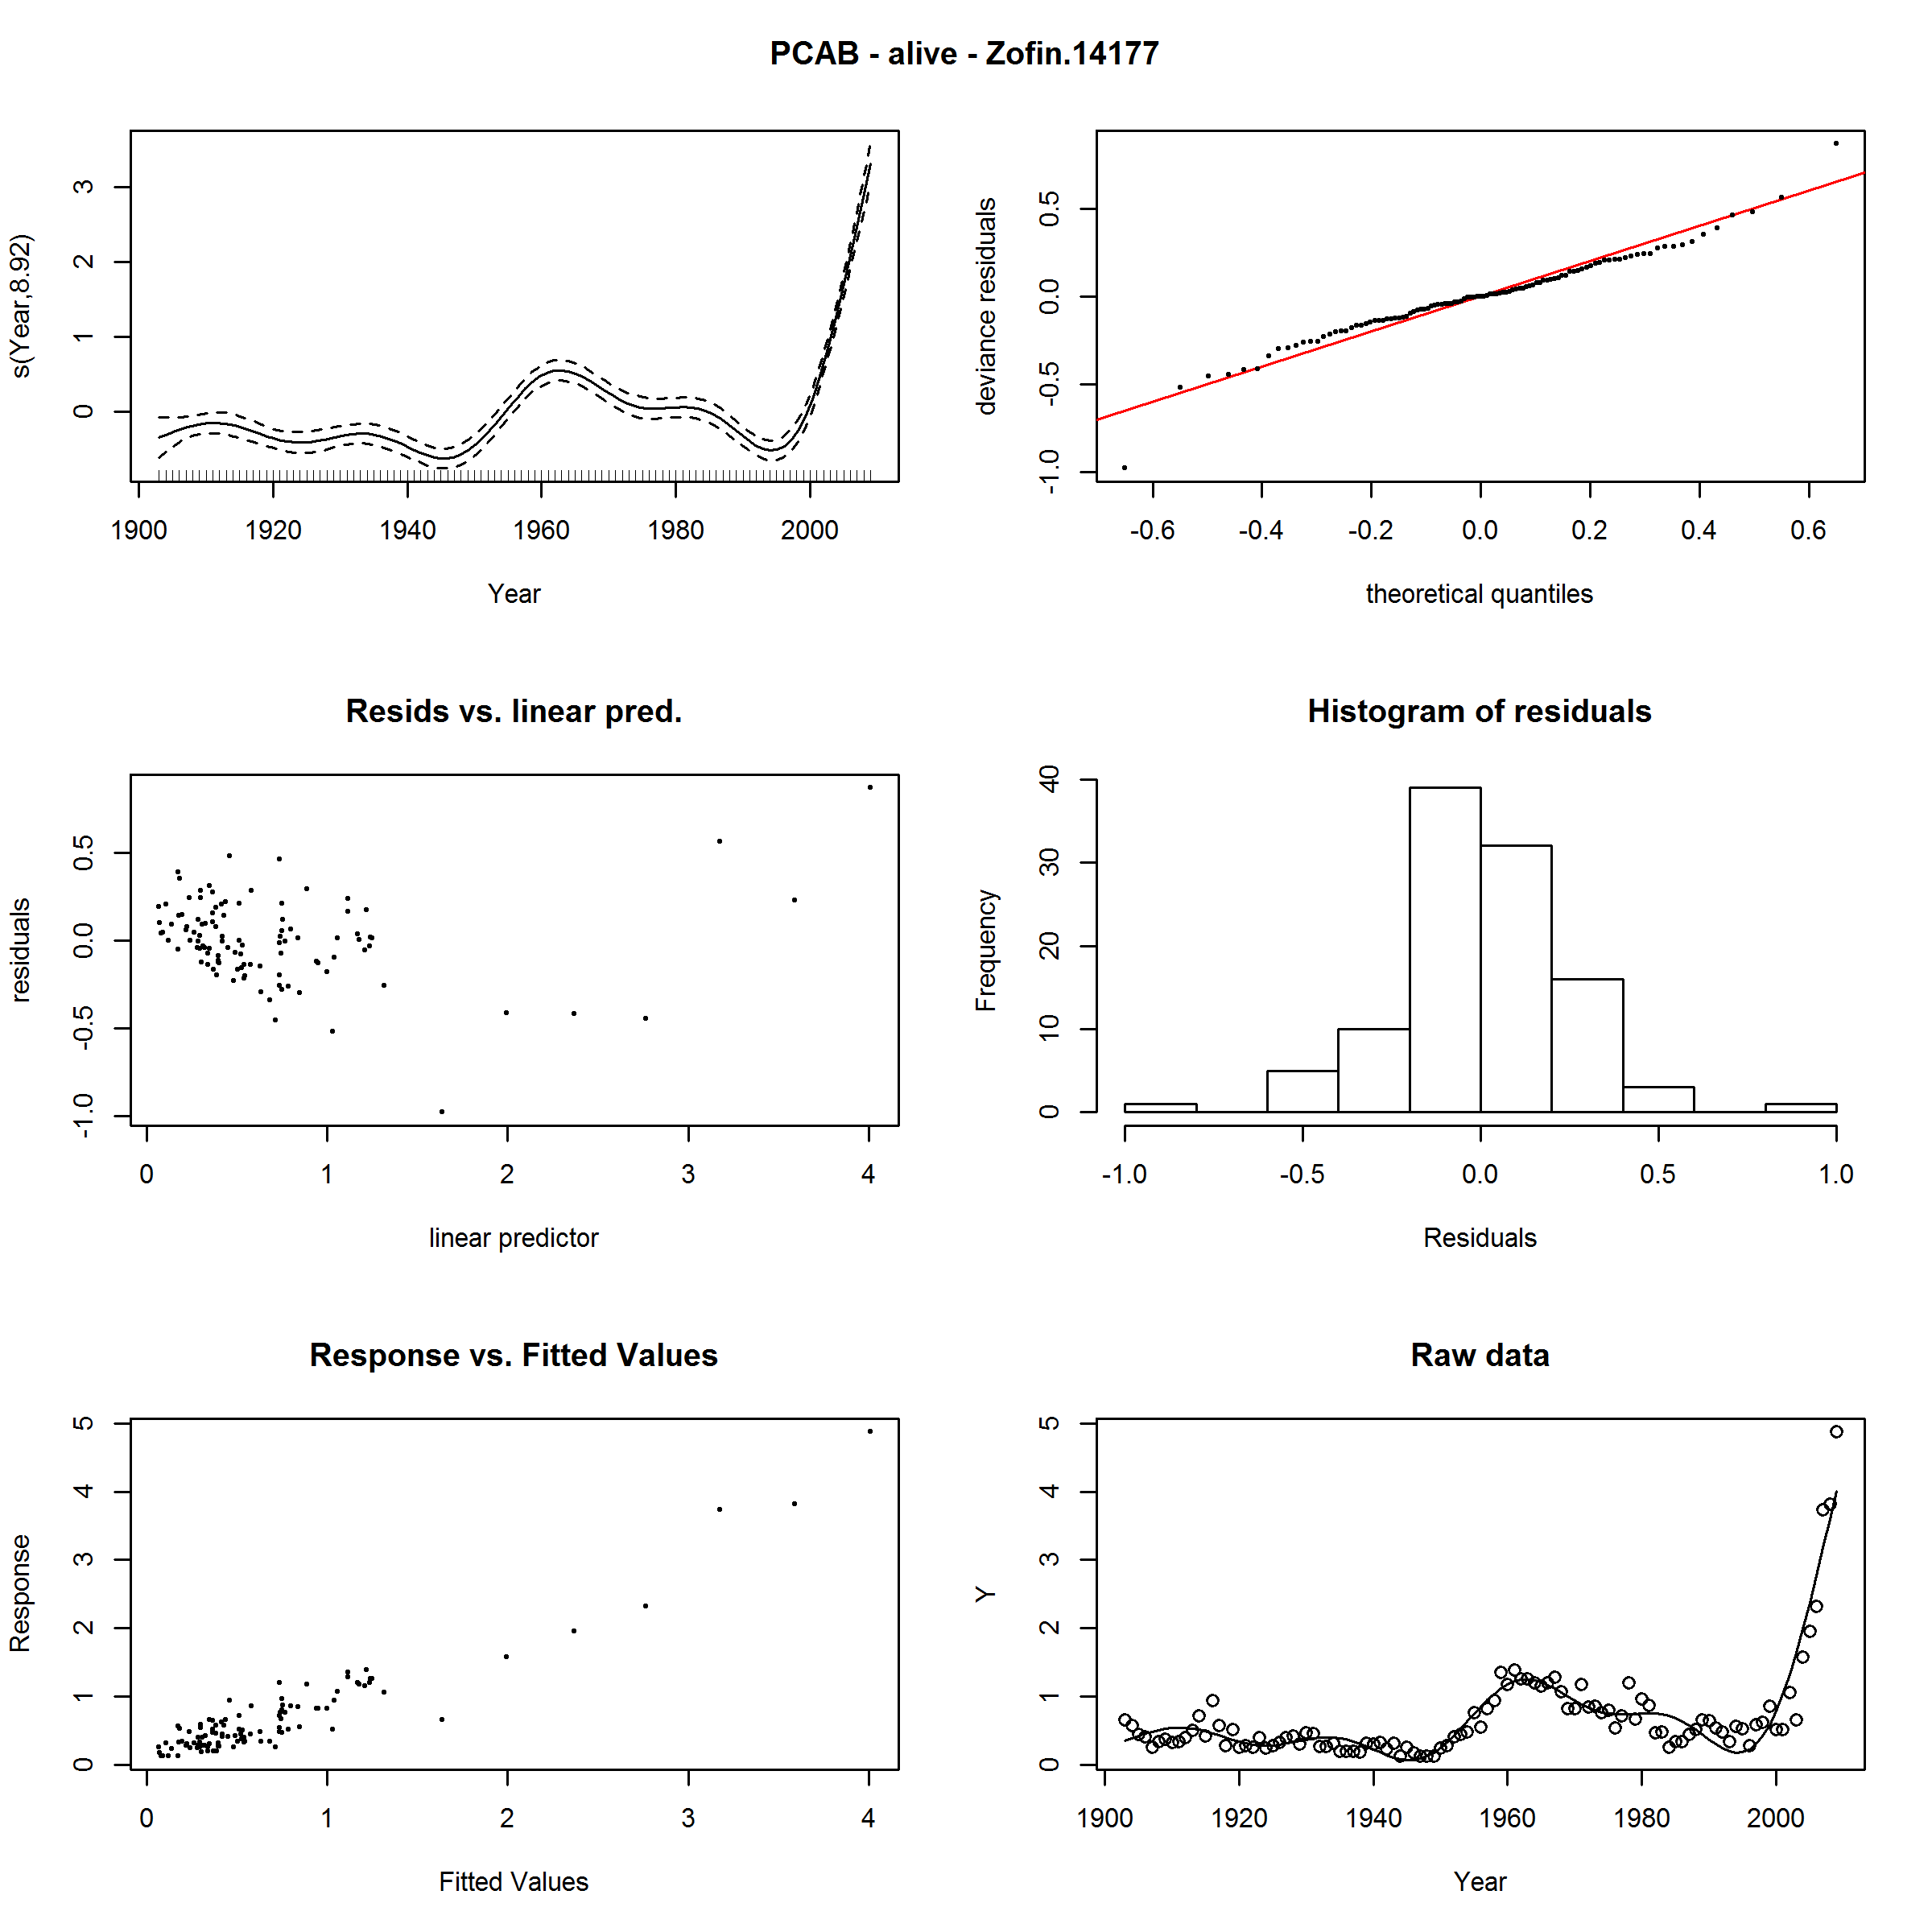 PCAB - alive - Zofin.14177
s(Year,8.92)
3
2
1
0
1900 1920 1940 1960 1980 2000
Year
deviance residuals
0.5
0.0
-0.5
-1.0
-0.6 -0.4 -0.2 0.0 0.2 0.4 0.6
theoretical quantiles
Resids vs. linear pred.
residuals
0.5
0.0
-0.5
-1.0
0 1 2 3 4
linear predictor
Histogram of residuals
Frequency
40
30
20
10
0
-1.0 -0.5 0.0 0.5 1.0
Residuals
Response vs. Fitted Values
Response
5
4
3
2
1
0
0 1 2 3 4
Fitted Values
Raw data
Y
5
4
3
2
1
0
1900 1920 1940 1960 1980 2000
Year